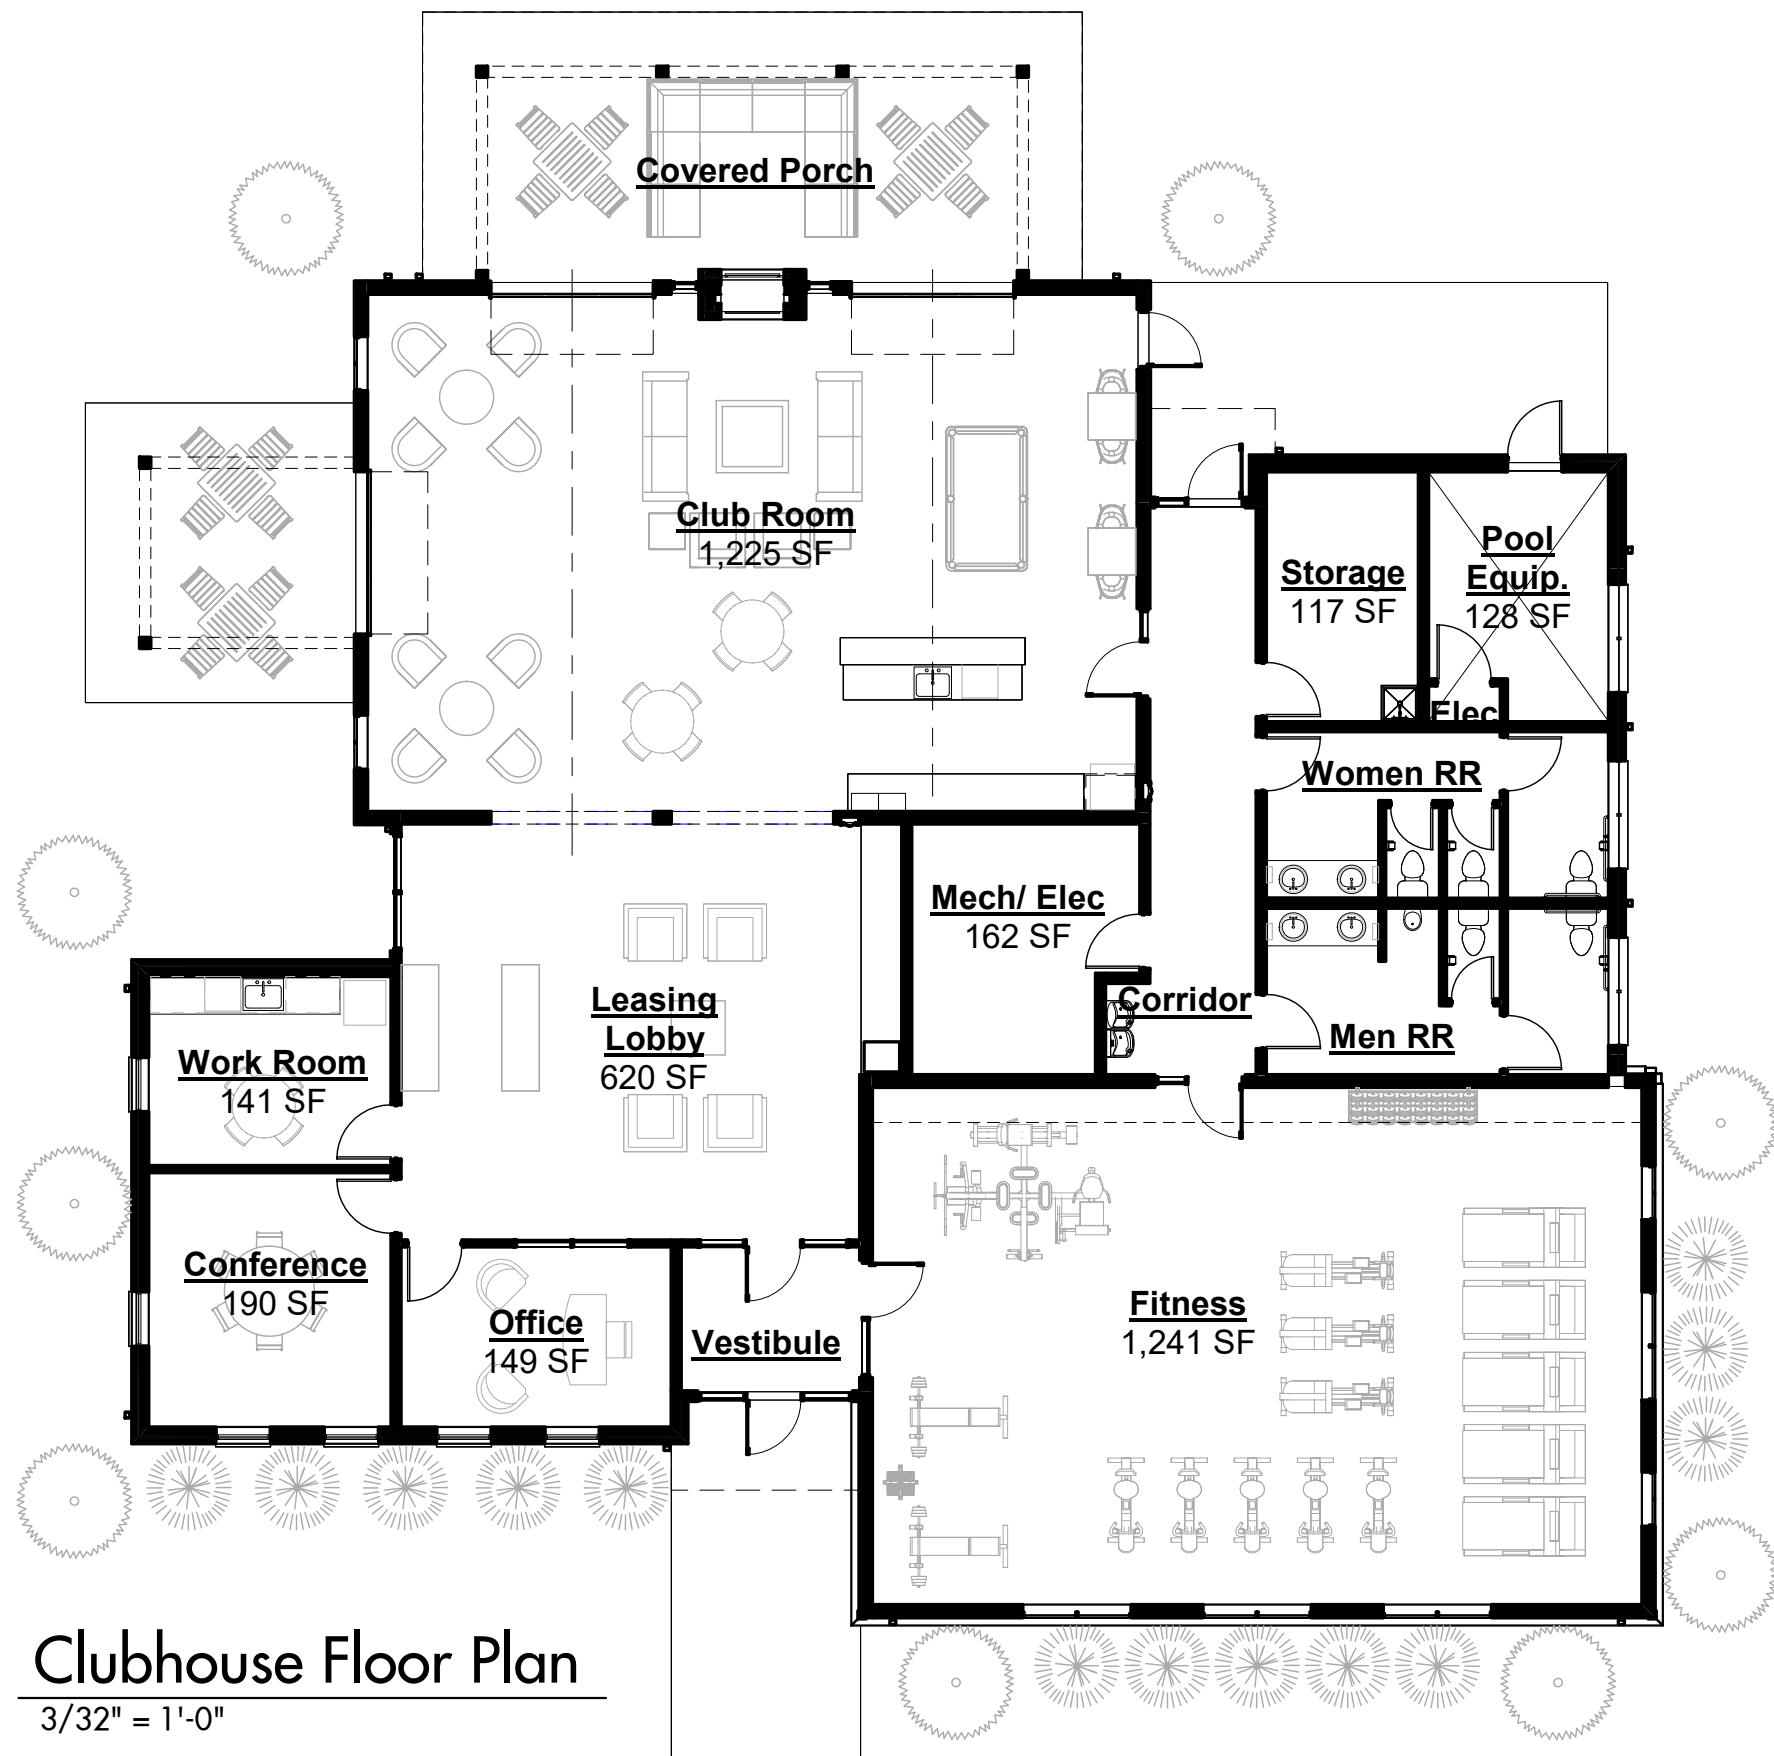 Covered Porch
Club Room
1,225 SF
Storage
117 SF
Pool
Equip.
128 SF
Elec
Women RR
Mech/ Elec
162 SF
Corridor
Men RR
Leasing
Lobby
620 SF
Work Room
141 SF
Conference
190 SF
Office
149 SF
Vestibule
Fitness
1,241 SF
Clubhouse Floor Plan
3/32" = 1'-0"